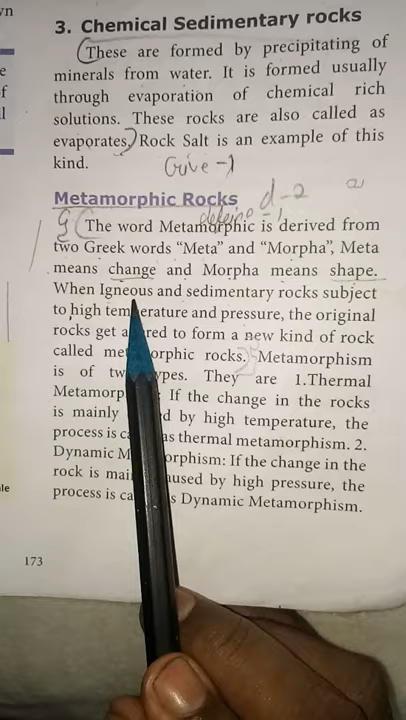 wn
3. Chemical Sedimentary rocks
These are formed by precipitating of
minerals from water. It is formed usually
through evaporation of chemical rich
solutions. These rocks are also called as
evaporates. Rock Salt is an example of this
kind.
Give-1
Metamorphic Rocks d-2
define-1
The word Metamorphic is derived from
two Greek words “Meta” and “Morpha”, Meta
means change and Morpha means shape.
When Igneous and sedimentary rocks subject
to high temperature and pressure, the original
rocks get a red to form a new kind of rock
called me orphic rocks. Metamorphism
is of tw ypes. They are 1.Thermal
Metamorp : If the change in the rocks
is mainly d by high temperature, the
process is ca as thermal metamorphism. 2.
Dynamic M orphism: If the change in the
rock is mai aused by high pressure, the
process is ca s Dynamic Metamorphism.
173
e
f
l
le